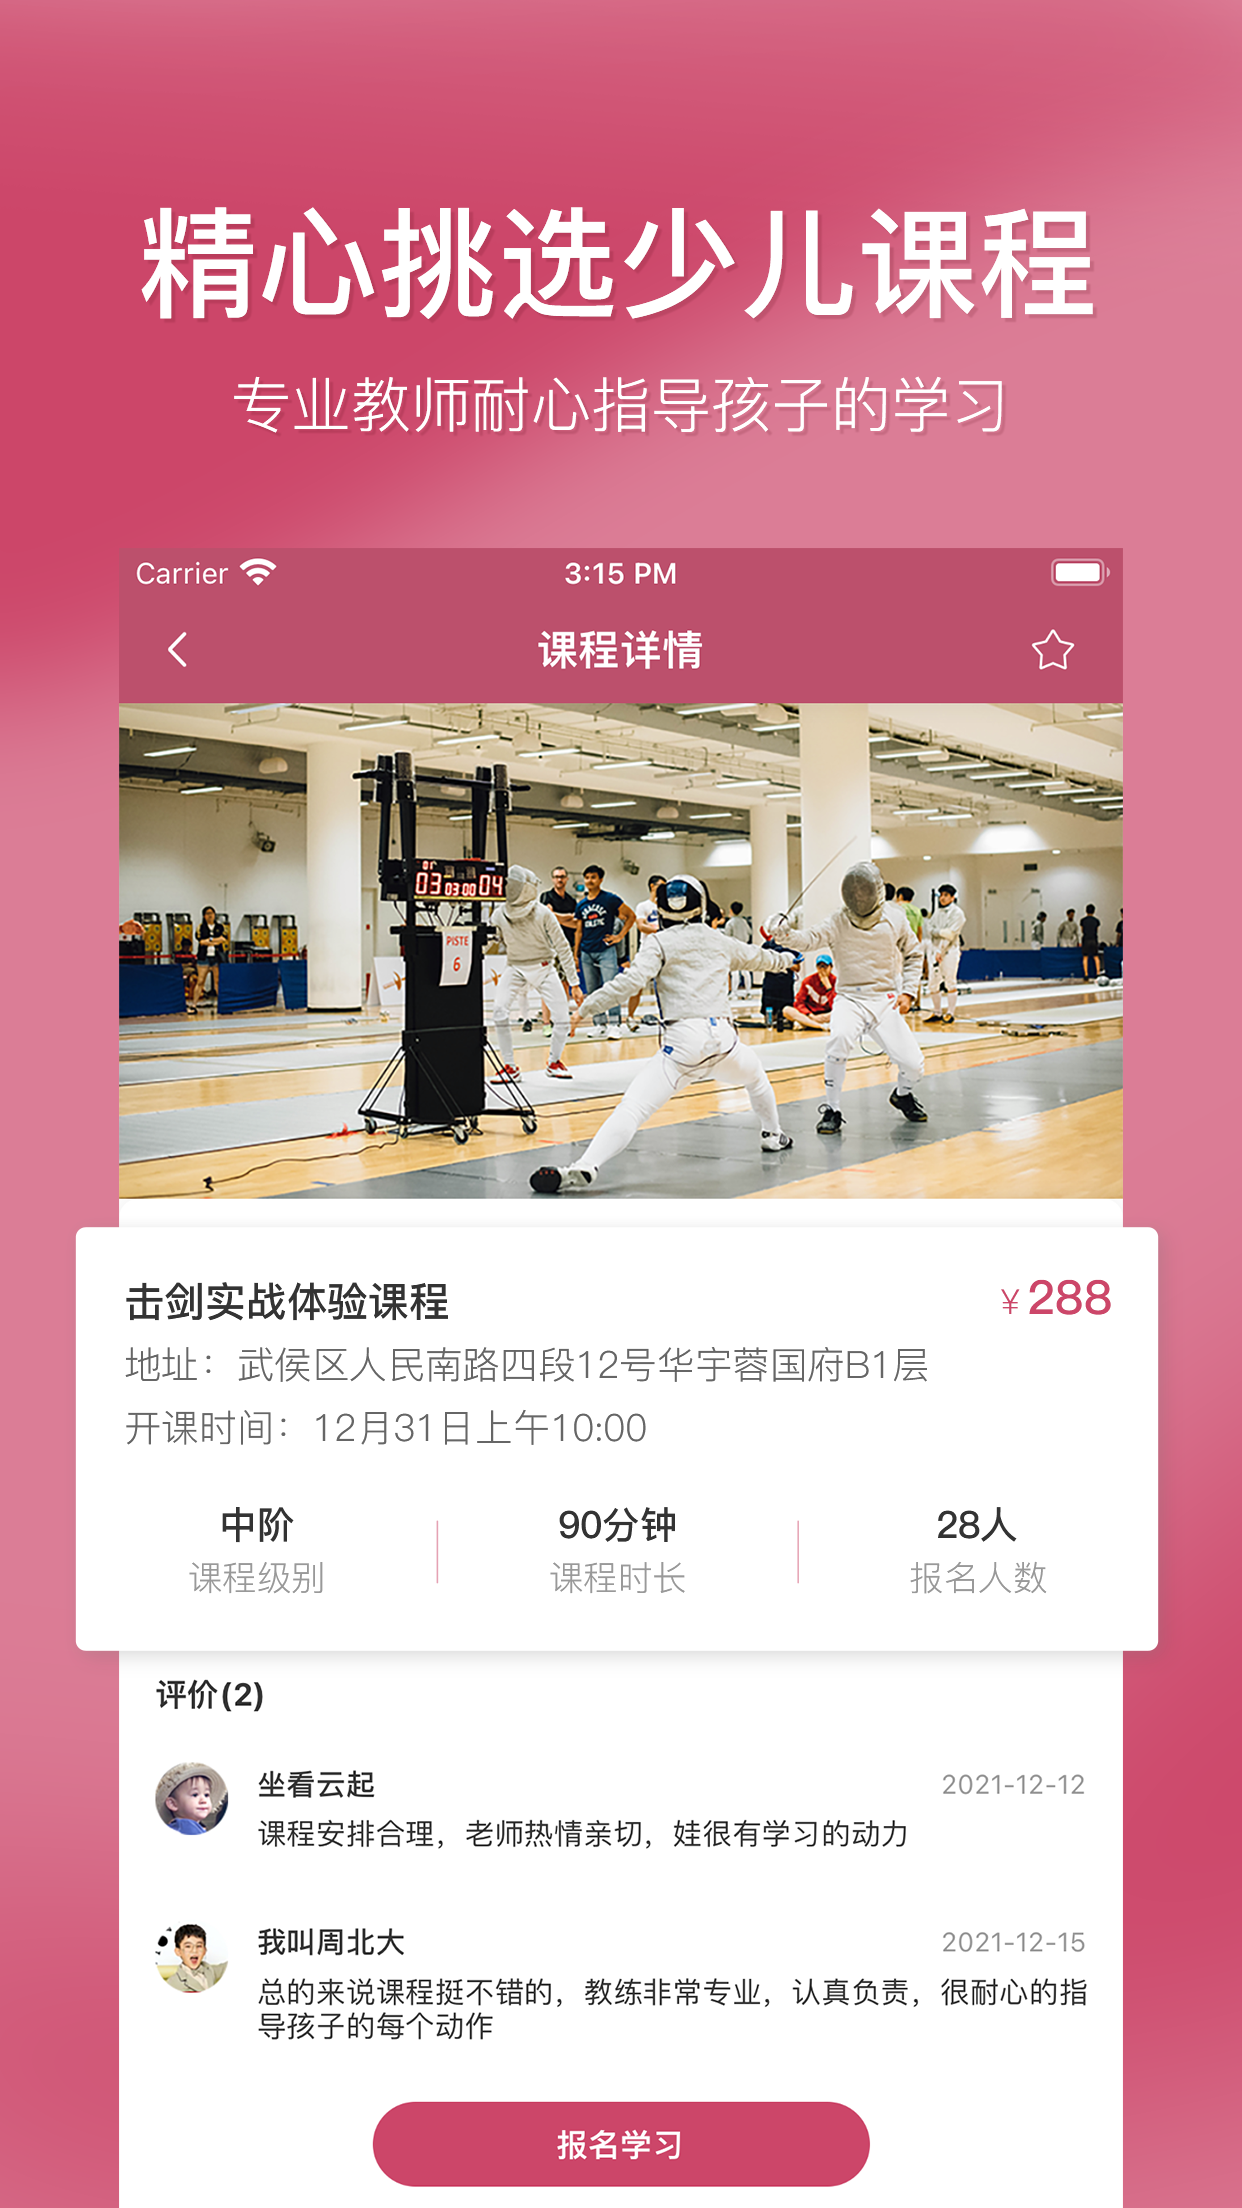 精心挑选少儿课程
专业教师耐心指导孩子的学习
Carrier
3:15 PM
课程详情
03 03 00 04
PISTE
6
击剑实战体验课程
¥288
地址：武侯区人民南路四段12号华宇蓉国府B1层
开课时间：12月31日上午10:00
中阶
课程级别
90分钟
课程时长
28人
报名人数
评价(2)
坐看云起
2021-12-12
课程安排合理，老师热情亲切，娃很有学习的动力
我叫周北大
2021-12-15
总的来说课程挺不错的，教练非常专业，认真负责，很耐心的指
导孩子的每个动作
报名学习